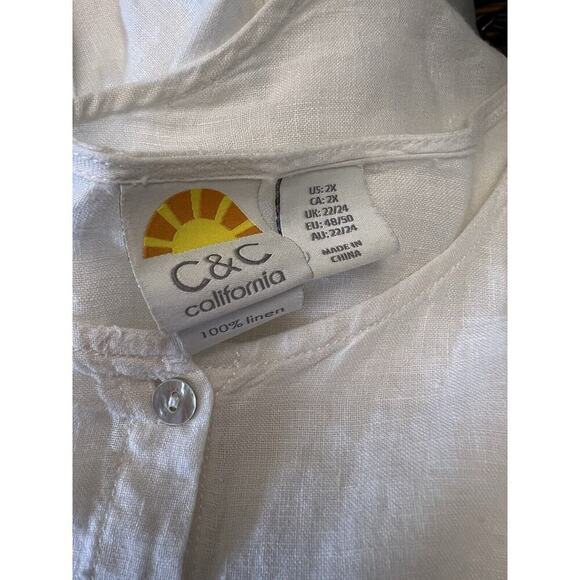 C&C
california
100% linen
US: 2X
CA: 2X
UK: 22/24
EU: 48/50
AU: 22/24
MADE IN
CHINA